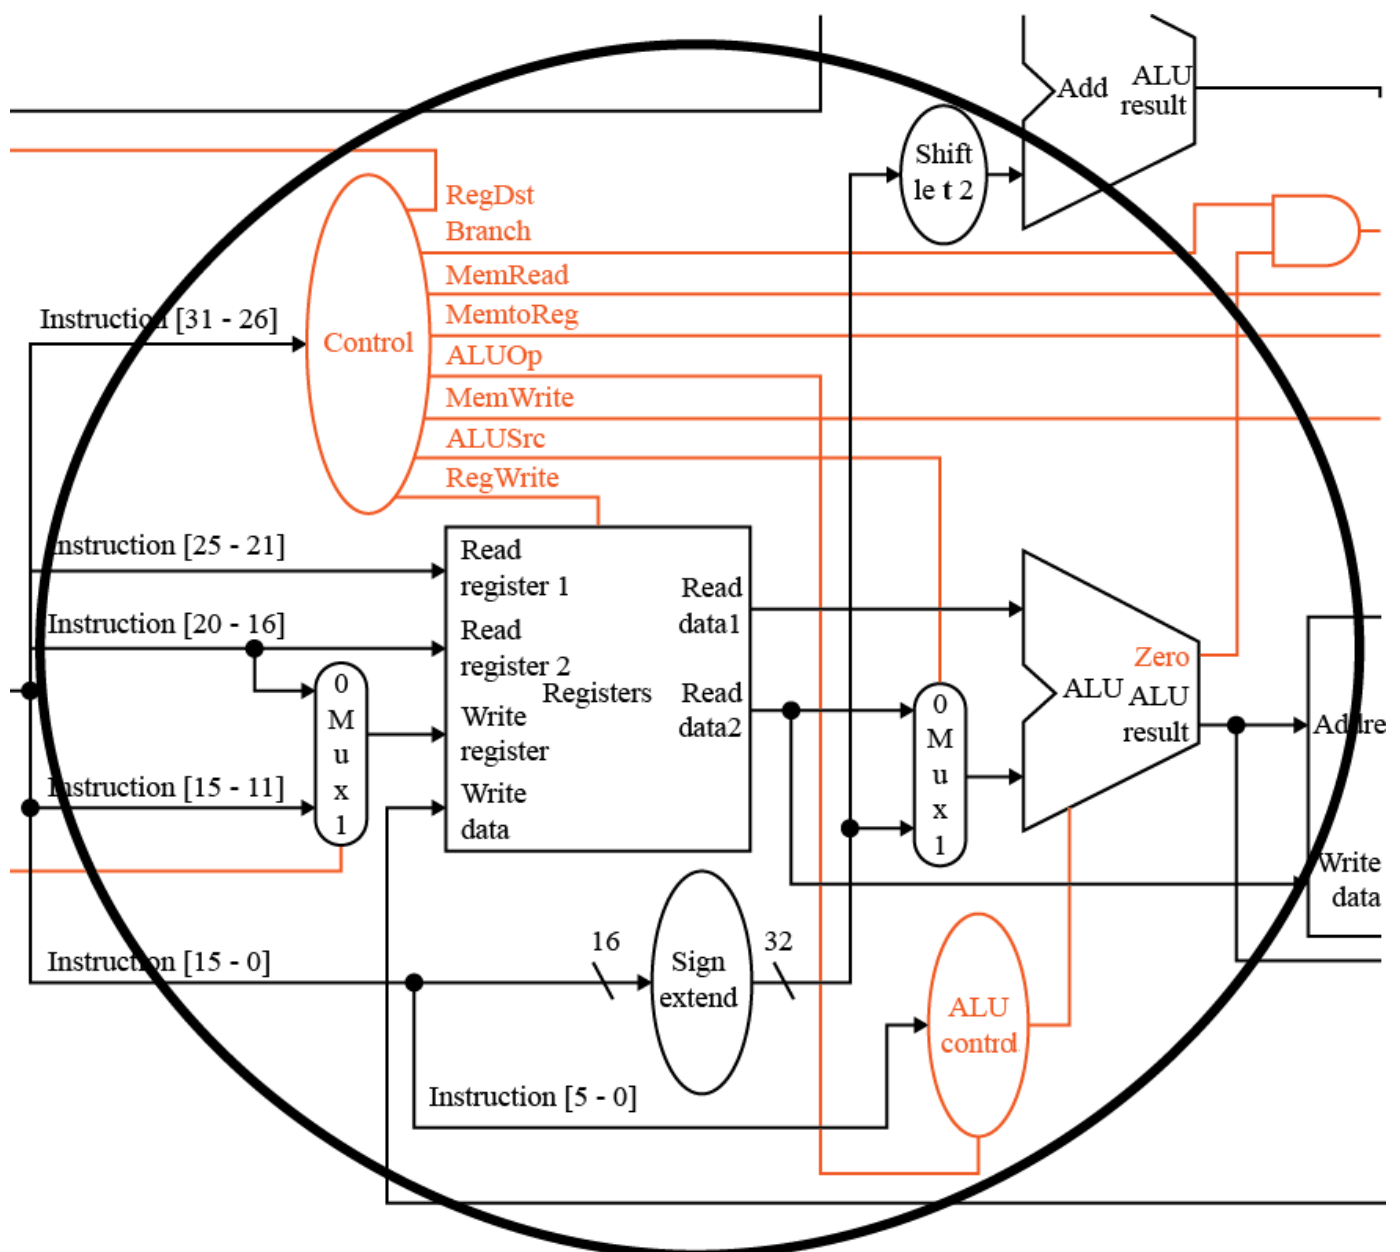 Add
ALU
result
Shift
le t 2
RegDst
Branch
MemRead
MemtoReg
ALUOp
MemWrite
ALUSrc
RegWrite
Instruction [31 - 26]
Control
Instruction [25 - 21]
Instruction [20 - 16]
Instruction [15 - 11]
Instruction [15 - 0]
Instruction [5 - 0]
0
M
u
x
1
Read
register 1
Read
register 2
Write
register
Write
data
Registers
Read
data1
Read
data2
0
M
u
x
1
Zero
ALU
ALU
result
Addre
Write
data
16
Sign
extend
32
ALU
control